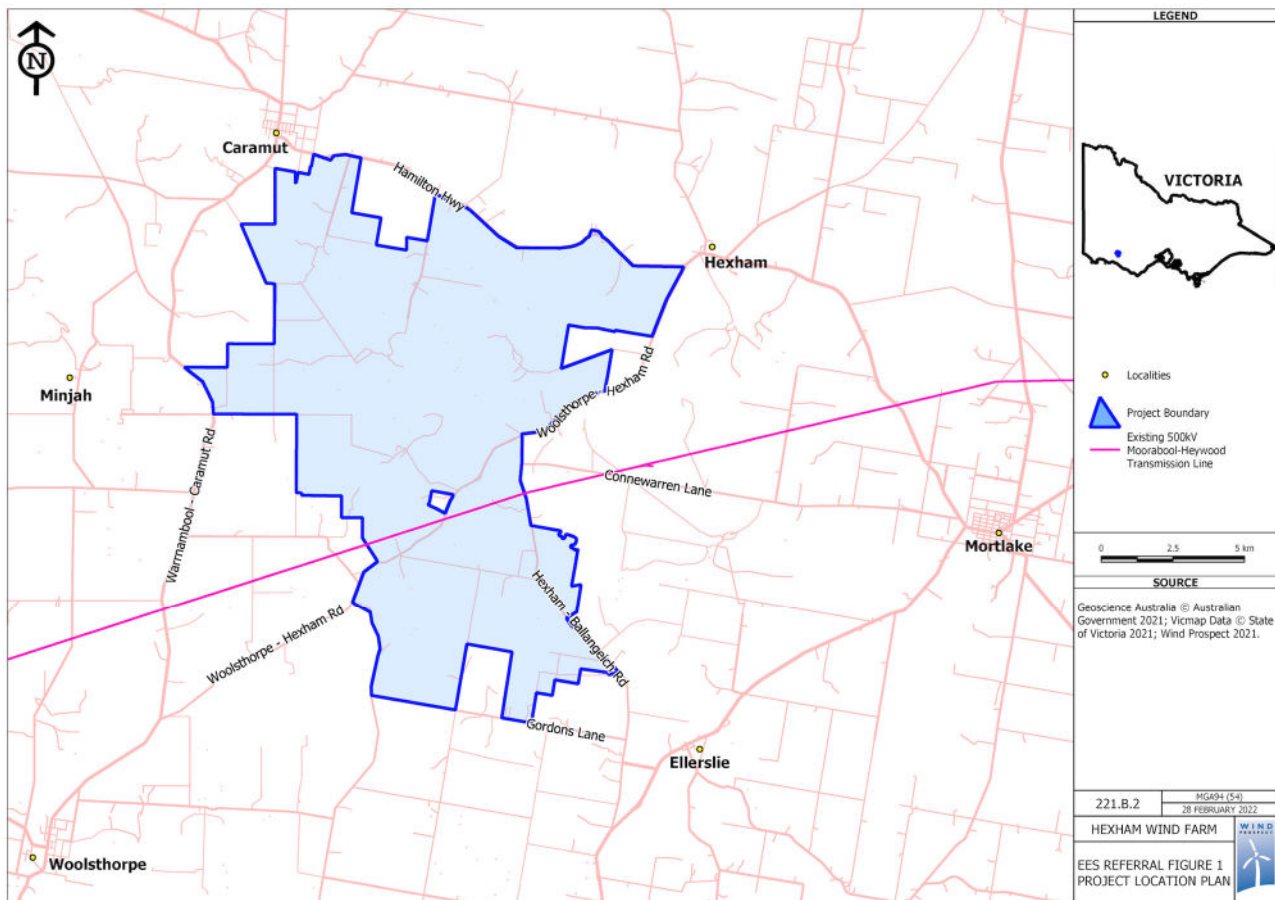 N
Caramut
Hamilton Hwy
Hexham
Minjah
Woolsthorpe - Hexham Rd
Warrnambool - Caramut Rd
Connewarren Lane
Mortlake
Hexham - Ballangeich Rd
Woolsthorpe - Hexham Rd
Gordons Lane
Ellerslie
Woolsthorpe
LEGEND
VICTORIA
Localities
Project Boundary
Existing 500kV
Moorabool-Heywood
Transmission Line
0 2.5 5 km
SOURCE
Geoscience Australia © Australian
Government 2021; Vicmap Data © State
of Victoria 2021; Wind Prospect 2021.
221.B.2
MGA94 (54)
28 FEBRUARY 2022
HEXHAM WIND FARM
WIND
PROSPECT
EES REFERRAL FIGURE 1
PROJECT LOCATION PLAN